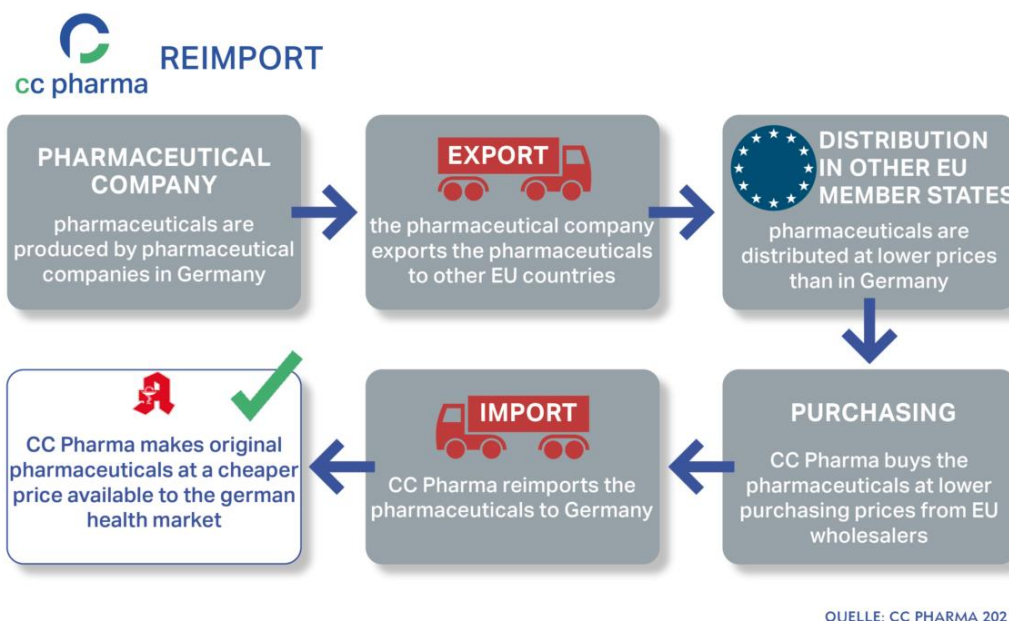 cc pharma
REIMPORT
PHARMACEUTICAL
COMPANY
pharmaceuticals are
produced by pharmaceutical
companies in Germany
EXPORT
the pharmaceutical company
exports the pharmaceuticals
to other EU countries
DISTRIBUTION
IN OTHER EU
MEMBER STATES
pharmaceuticals are
distributed at lower prices
than in Germany
CC Pharma makes original
pharmaceuticals at a cheaper
price available to the german
health market
IMPORT
CC Pharma reimports the
pharmaceuticals to Germany
PURCHASING
CC Pharma buys the
pharmaceuticals at lower
purchasing prices from EU
wholesalers
QUELLE: CC PHARMA 202